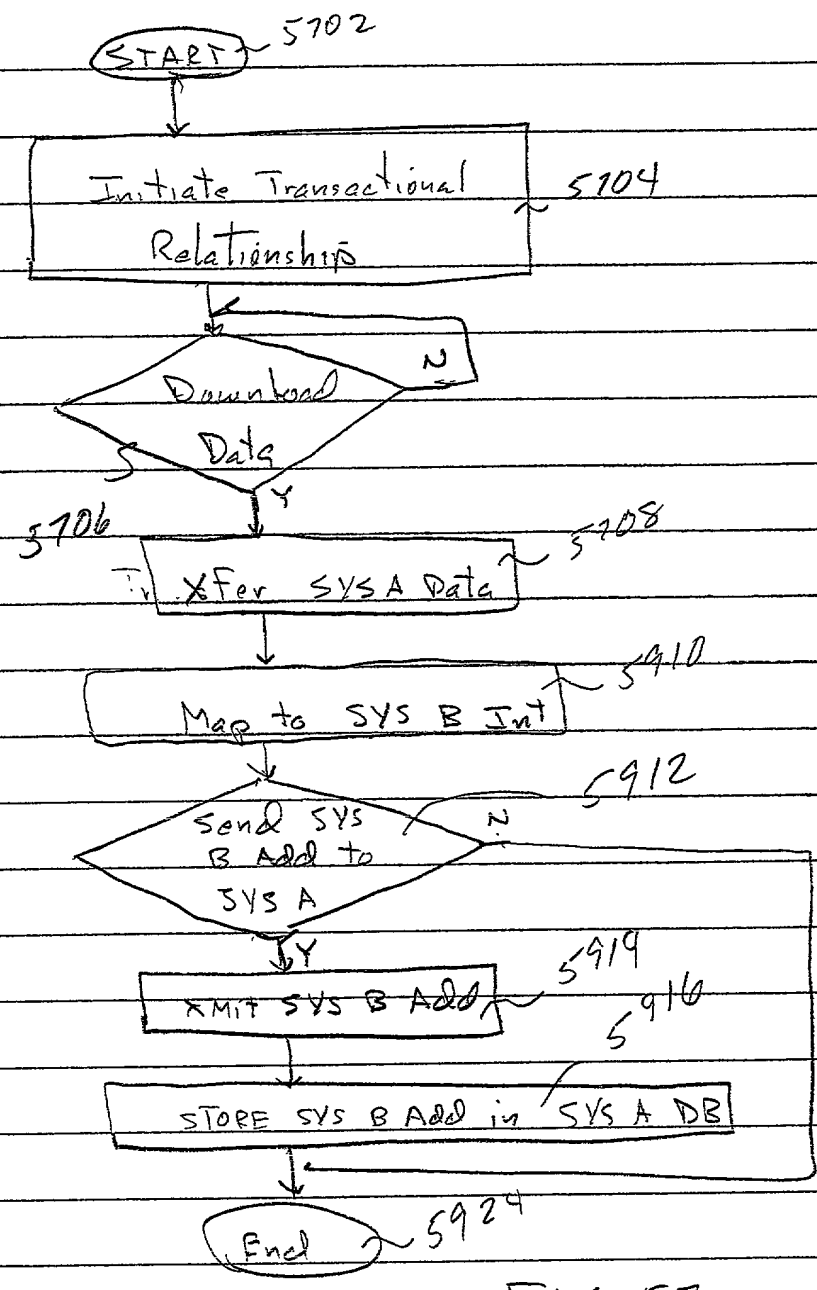 START 5702
Initiate Transactional 5704
Relationship
N
Download
Data
Y
5706 5708
Xfer SYS A Data
5910
Map to SYS B Int
5912
Send SYS N
B Add to
SYS A
Y
5914
XMIT SYS B Add
5916
STORE SYS B Add in SYS A DB
End 5924